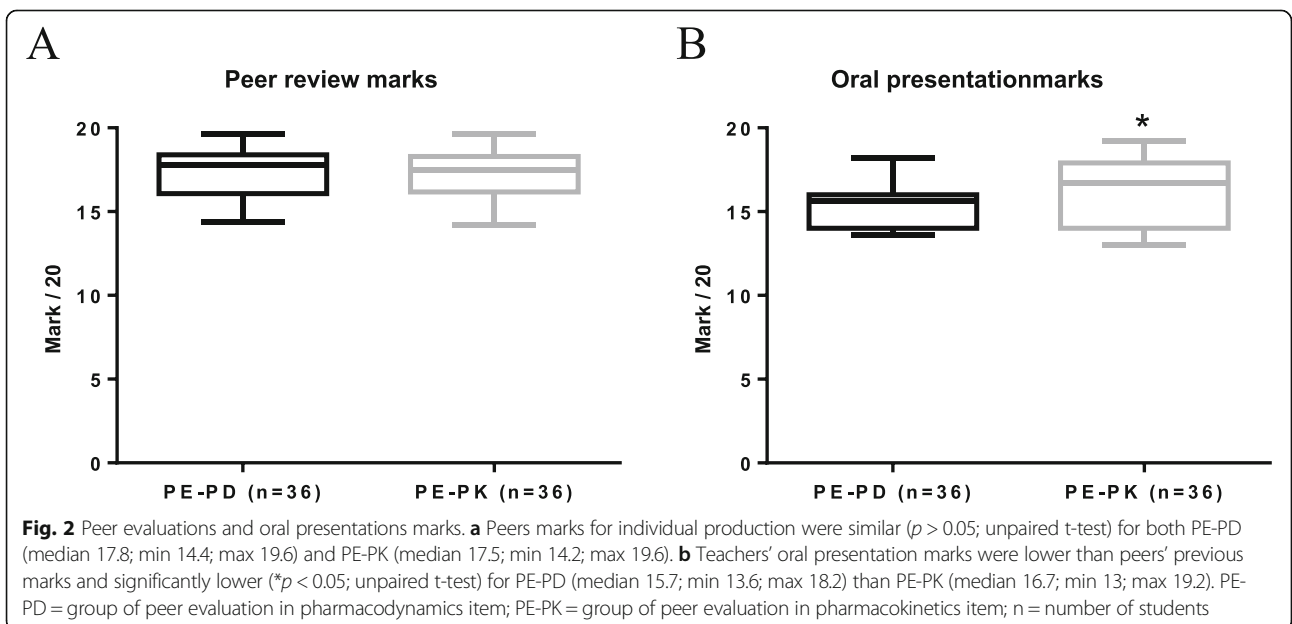 A
Peer review marks
Mark / 20
20
15
10
5
0
PE-PD (n=36)
PE-PK (n=36)
B
Oral presentationmarks
*
Mark / 20
20
15
10
5
0
PE-PD (n=36)
PE-PK (n=36)
Fig. 2 Peer evaluations and oral presentations marks. a Peers marks for individual production were similar (p > 0.05; unpaired t-test) for both PE-PD
(median 17.8; min 14.4; max 19.6) and PE-PK (median 17.5; min 14.2; max 19.6). b Teachers’ oral presentation marks were lower than peers’ previous
marks and significantly lower (*p < 0.05; unpaired t-test) for PE-PD (median 15.7; min 13.6; max 18.2) than PE-PK (median 16.7; min 13; max 19.2). PE-
PD = group of peer evaluation in pharmacodynamics item; PE-PK = group of peer evaluation in pharmacokinetics item; n = number of students